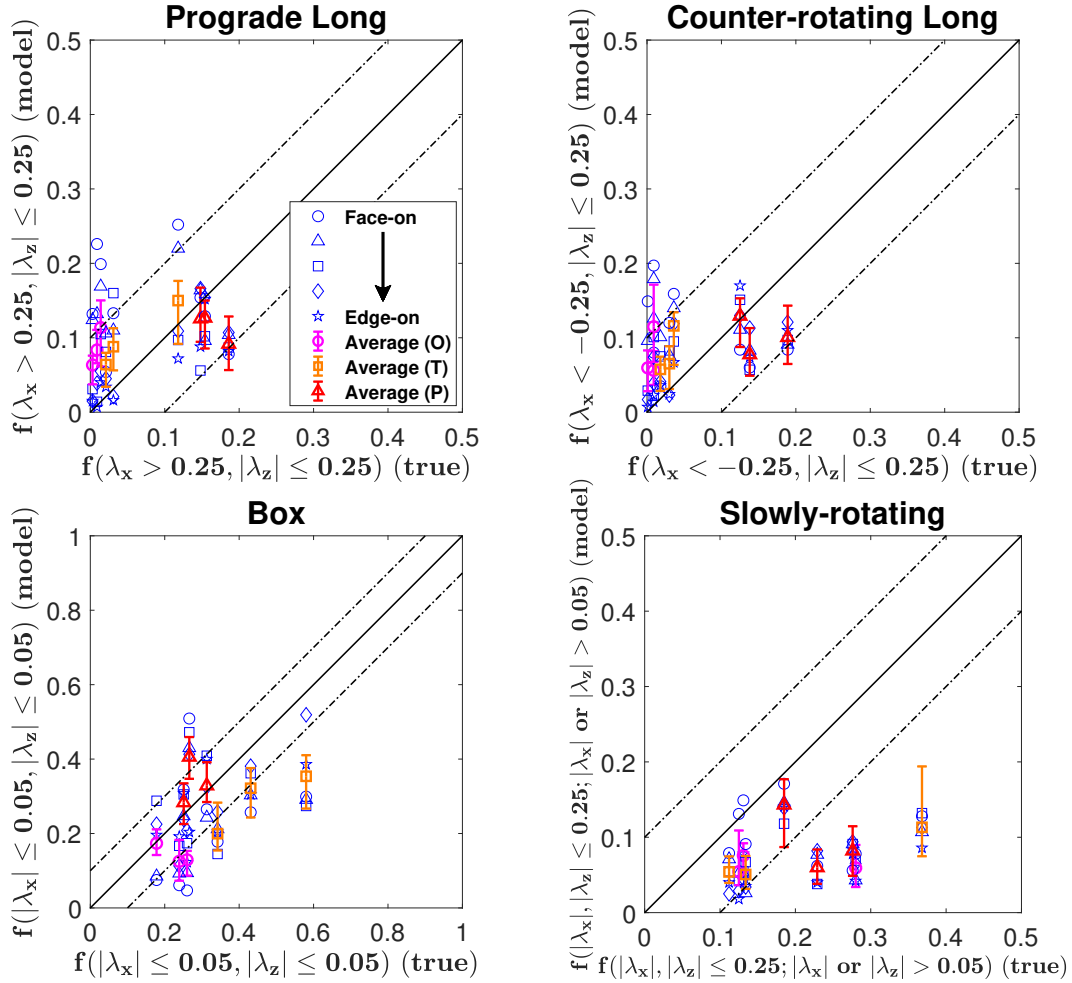 Prograde Long
0.5
0.4
0.3
0.2
0.1
0
0 0.1 0.2 0.3 0.4 0.5
f(λx > 0.25, |λz| ≤ 0.25) (model)
f(λx > 0.25, |λz| ≤ 0.25) (true)
Face-on
Edge-on
Average (O)
Average (T)
Average (P)
Counter-rotating Long
0.5
0.4
0.3
0.2
0.1
0
0 0.1 0.2 0.3 0.4 0.5
f(λx < −0.25, |λz| ≤ 0.25) (model)
f(λx < −0.25, |λz| ≤ 0.25) (true)
Box
1
0.8
0.6
0.4
0.2
0
0 0.2 0.4 0.6 0.8 1
f(|λx| ≤ 0.05, |λz| ≤ 0.05) (model)
f(|λx| ≤ 0.05, |λz| ≤ 0.05) (true)
Slowly-rotating
0.5
0.4
0.3
0.2
0.1
0
0 0.1 0.2 0.3 0.4 0.5
f(|λx|, |λz| ≤ 0.25; |λx| or |λz| > 0.05) (model)
f(|λx|, |λz| ≤ 0.25; |λx| or |λz| > 0.05) (true)